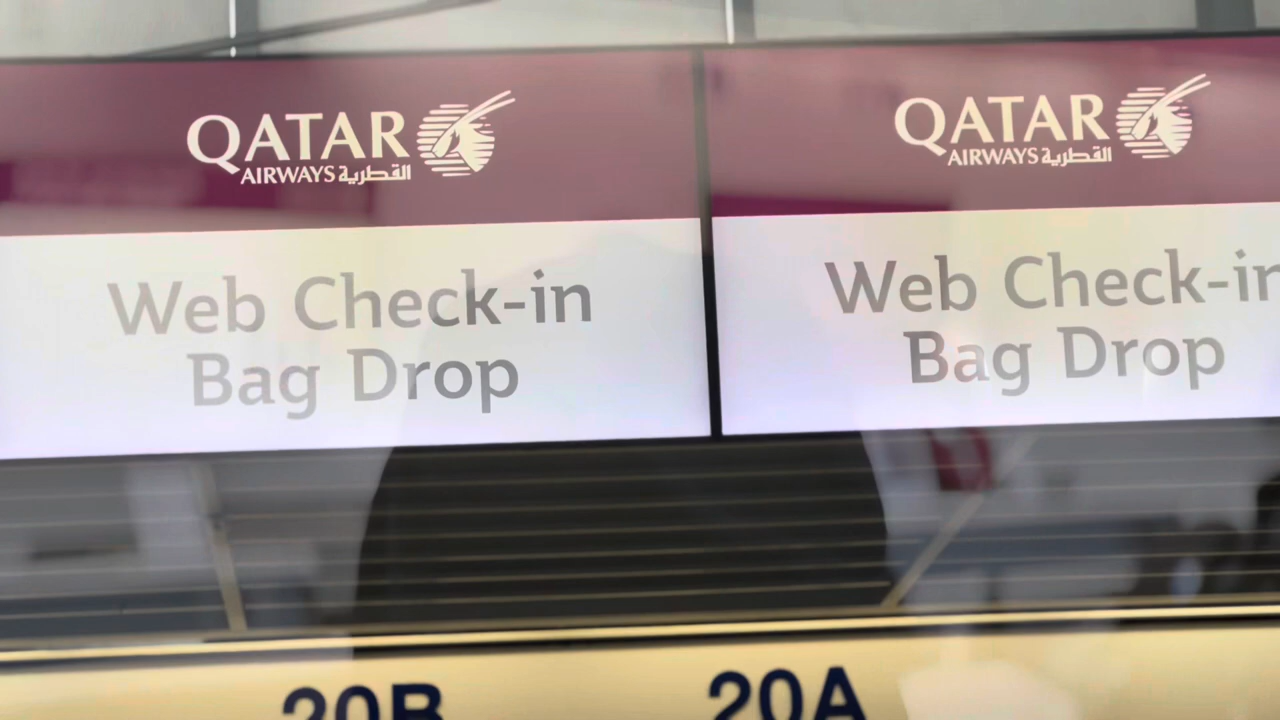 QATAR
AIRWAYS القطرية
Web Check-in
Bag Drop
QATAR
AIRWAYS القطرية
Web Check-in
Bag Drop
20B
20A